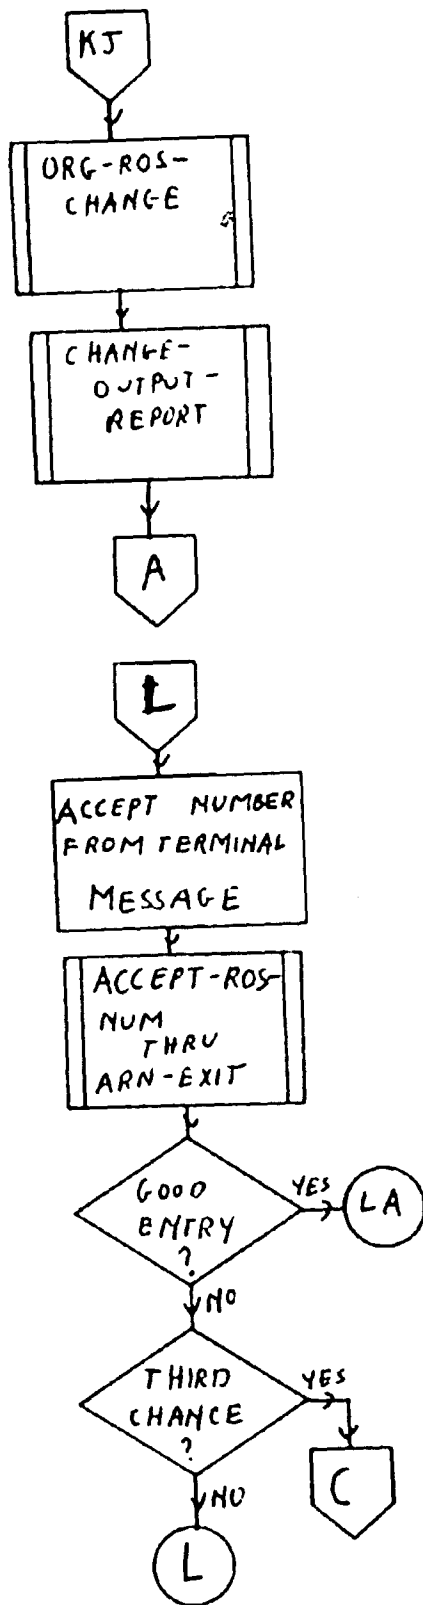 KJ
ORG-ROS-
CHANGE
CHANGE-
OUTPUT-
REPORT
A
L
ACCEPT NUMBER
FROM TERMINAL
MESSAGE
ACCEPT-ROS-
NUM
THRU
ARN-EXIT
GOOD
ENTRY
?
YES
LA
NO
THIRD
CHANCE
?
YES
C
NO
L